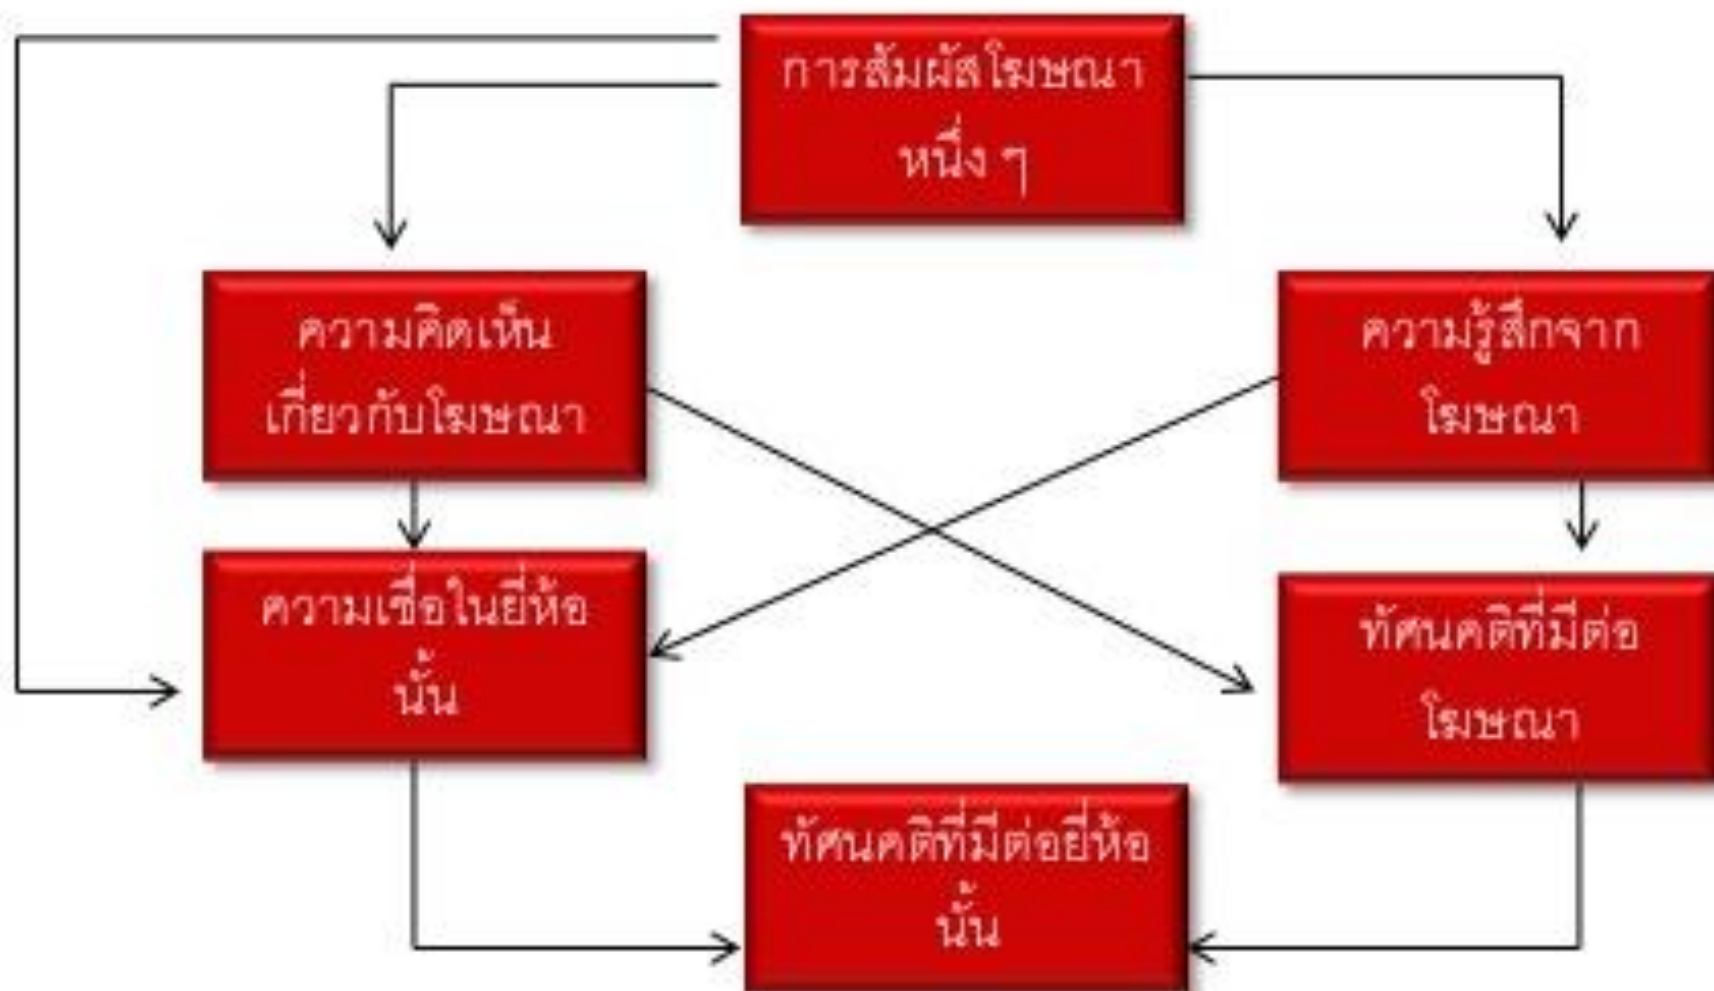 การสัมผัสโฆษณา
หนึ่ง ๆ
ความคิดเห็น
เกี่ยวกับโฆษณา
ความรู้สึกจาก
โฆษณา
ความเชื่อในยี่ห้อ
นั้น
ทัศนคติที่มีต่อ
โฆษณา
ทัศนคติที่มีต่อยี่ห้อ
นั้น